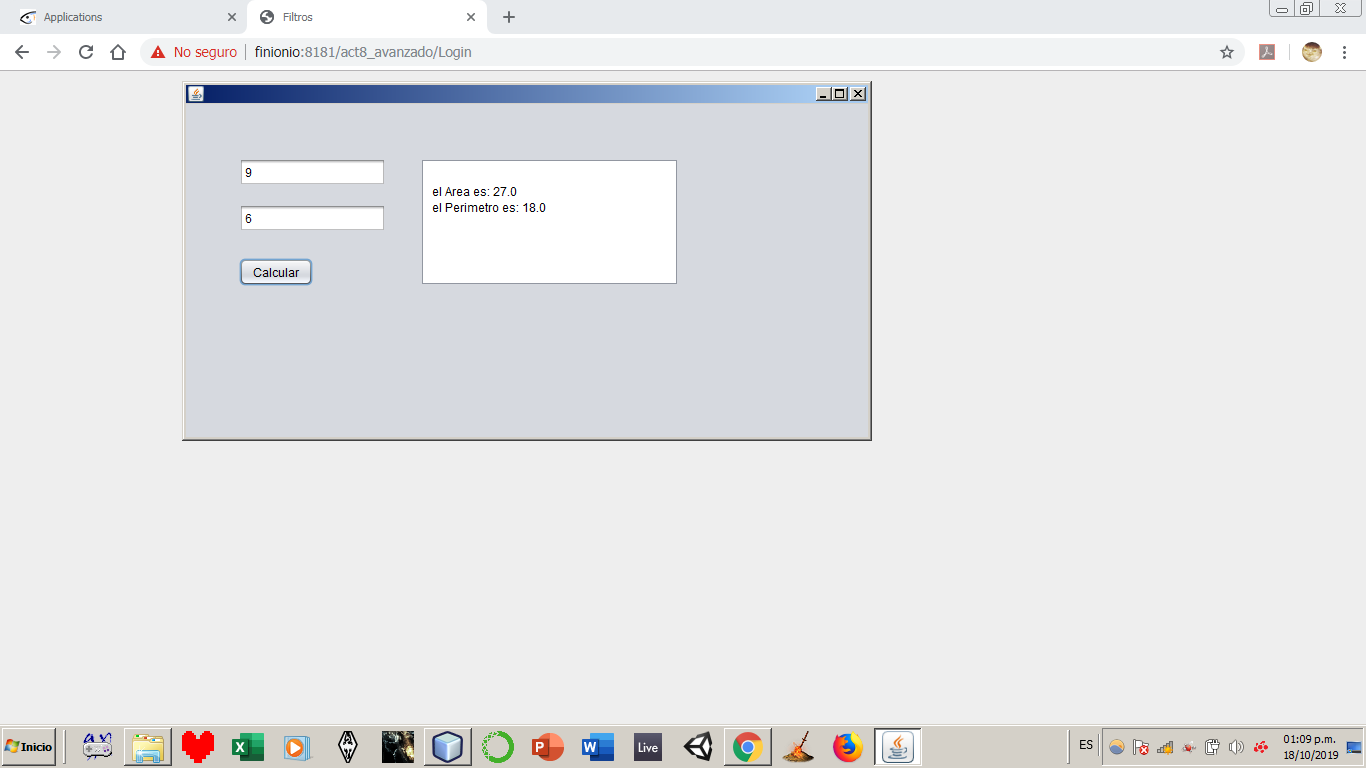 Applications
Filtros
No seguro
finionio:8181/act8_avanzado/Login
9
6
Calcular
el Area es: 27.0
el Perimetro es: 18.0
Inicio
Live
ES
01:09 p.m.
18/10/2019